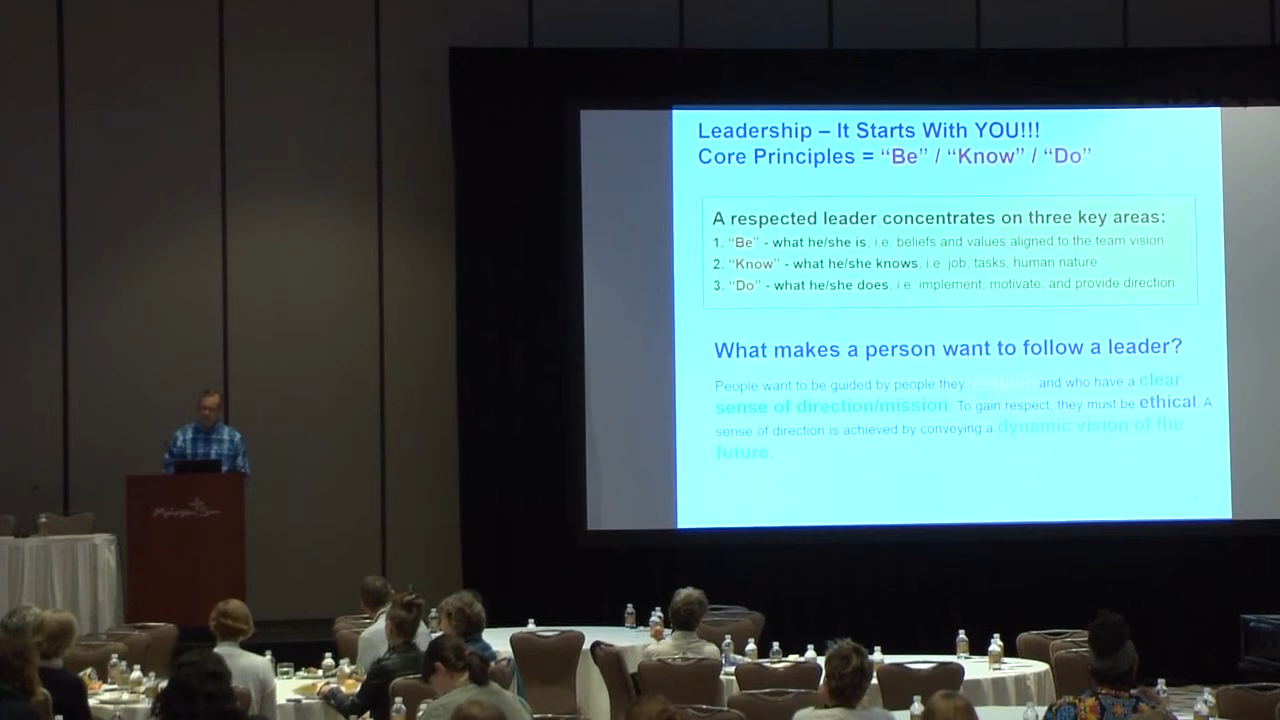 Leadership – It Starts With YOU!!!
Core Principles = “Be” / “Know” / “Do”
A respected leader concentrates on three key areas:
1. “Be” - what he/she is, i.e. beliefs and values aligned to the team vision
2. “Know” - what he/she knows, i.e. job, tasks, human nature
3. “Do” - what he/she does, i.e. implement, motivate, and provide direction
What makes a person want to follow a leader?
People want to be guided by people they respect and who have a clear
sense of direction/mission. To gain respect, they must be ethical. A
sense of direction is achieved by conveying a dynamic vision of the
future.
Mohegan Sun